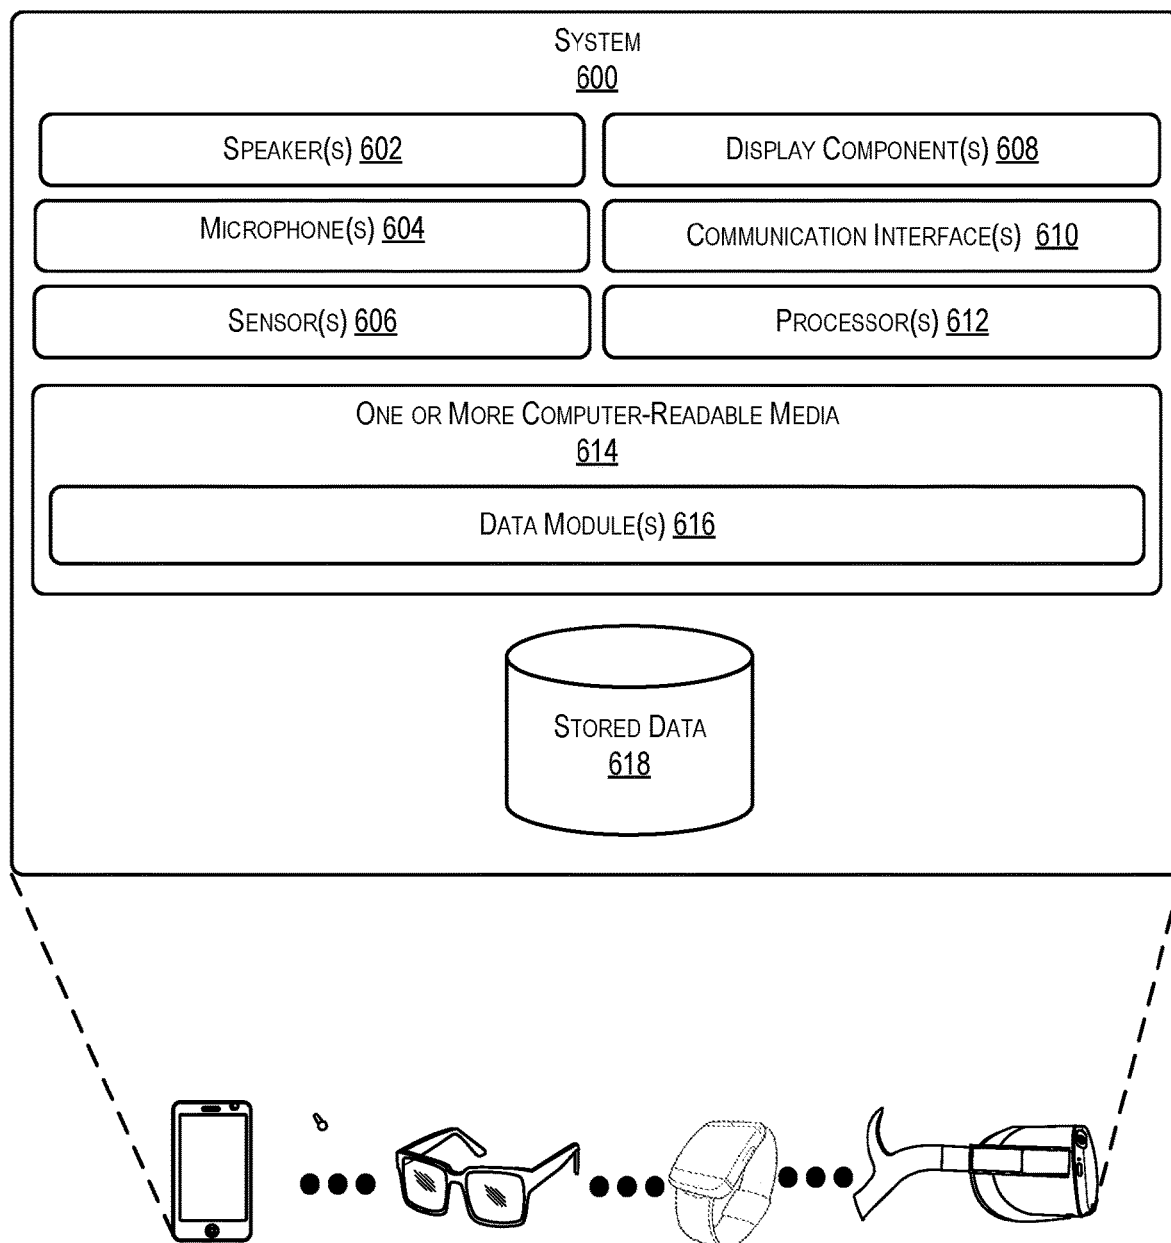 SYSTEM
600
SPEAKER(S) 602
DISPLAY COMPONENT(S) 608
MICROPHONE(S) 604
COMMUNICATION INTERFACE(S) 610
SENSOR(S) 606
PROCESSOR(S) 612
ONE OR MORE COMPUTER-READABLE MEDIA
614
DATA MODULE(S) 616
STORED DATA
618